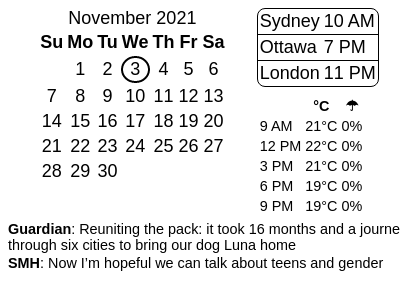 November 2021
Su Mo Tu We Th Fr Sa
1 2 3 4 5 6
7 8 9 10 11 12 13
14 15 16 17 18 19 20
21 22 23 24 25 26 27
28 29 30
Sydney 10 AM
Ottawa 7 PM
London 11 PM
°C ☂
9 AM 21°C 0%
12 PM 22°C 0%
3 PM 21°C 0%
6 PM 19°C 0%
9 PM 19°C 0%
Guardian: Reuniting the pack: it took 16 months and a journe
through six cities to bring our dog Luna home
SMH: Now I’m hopeful we can talk about teens and gender